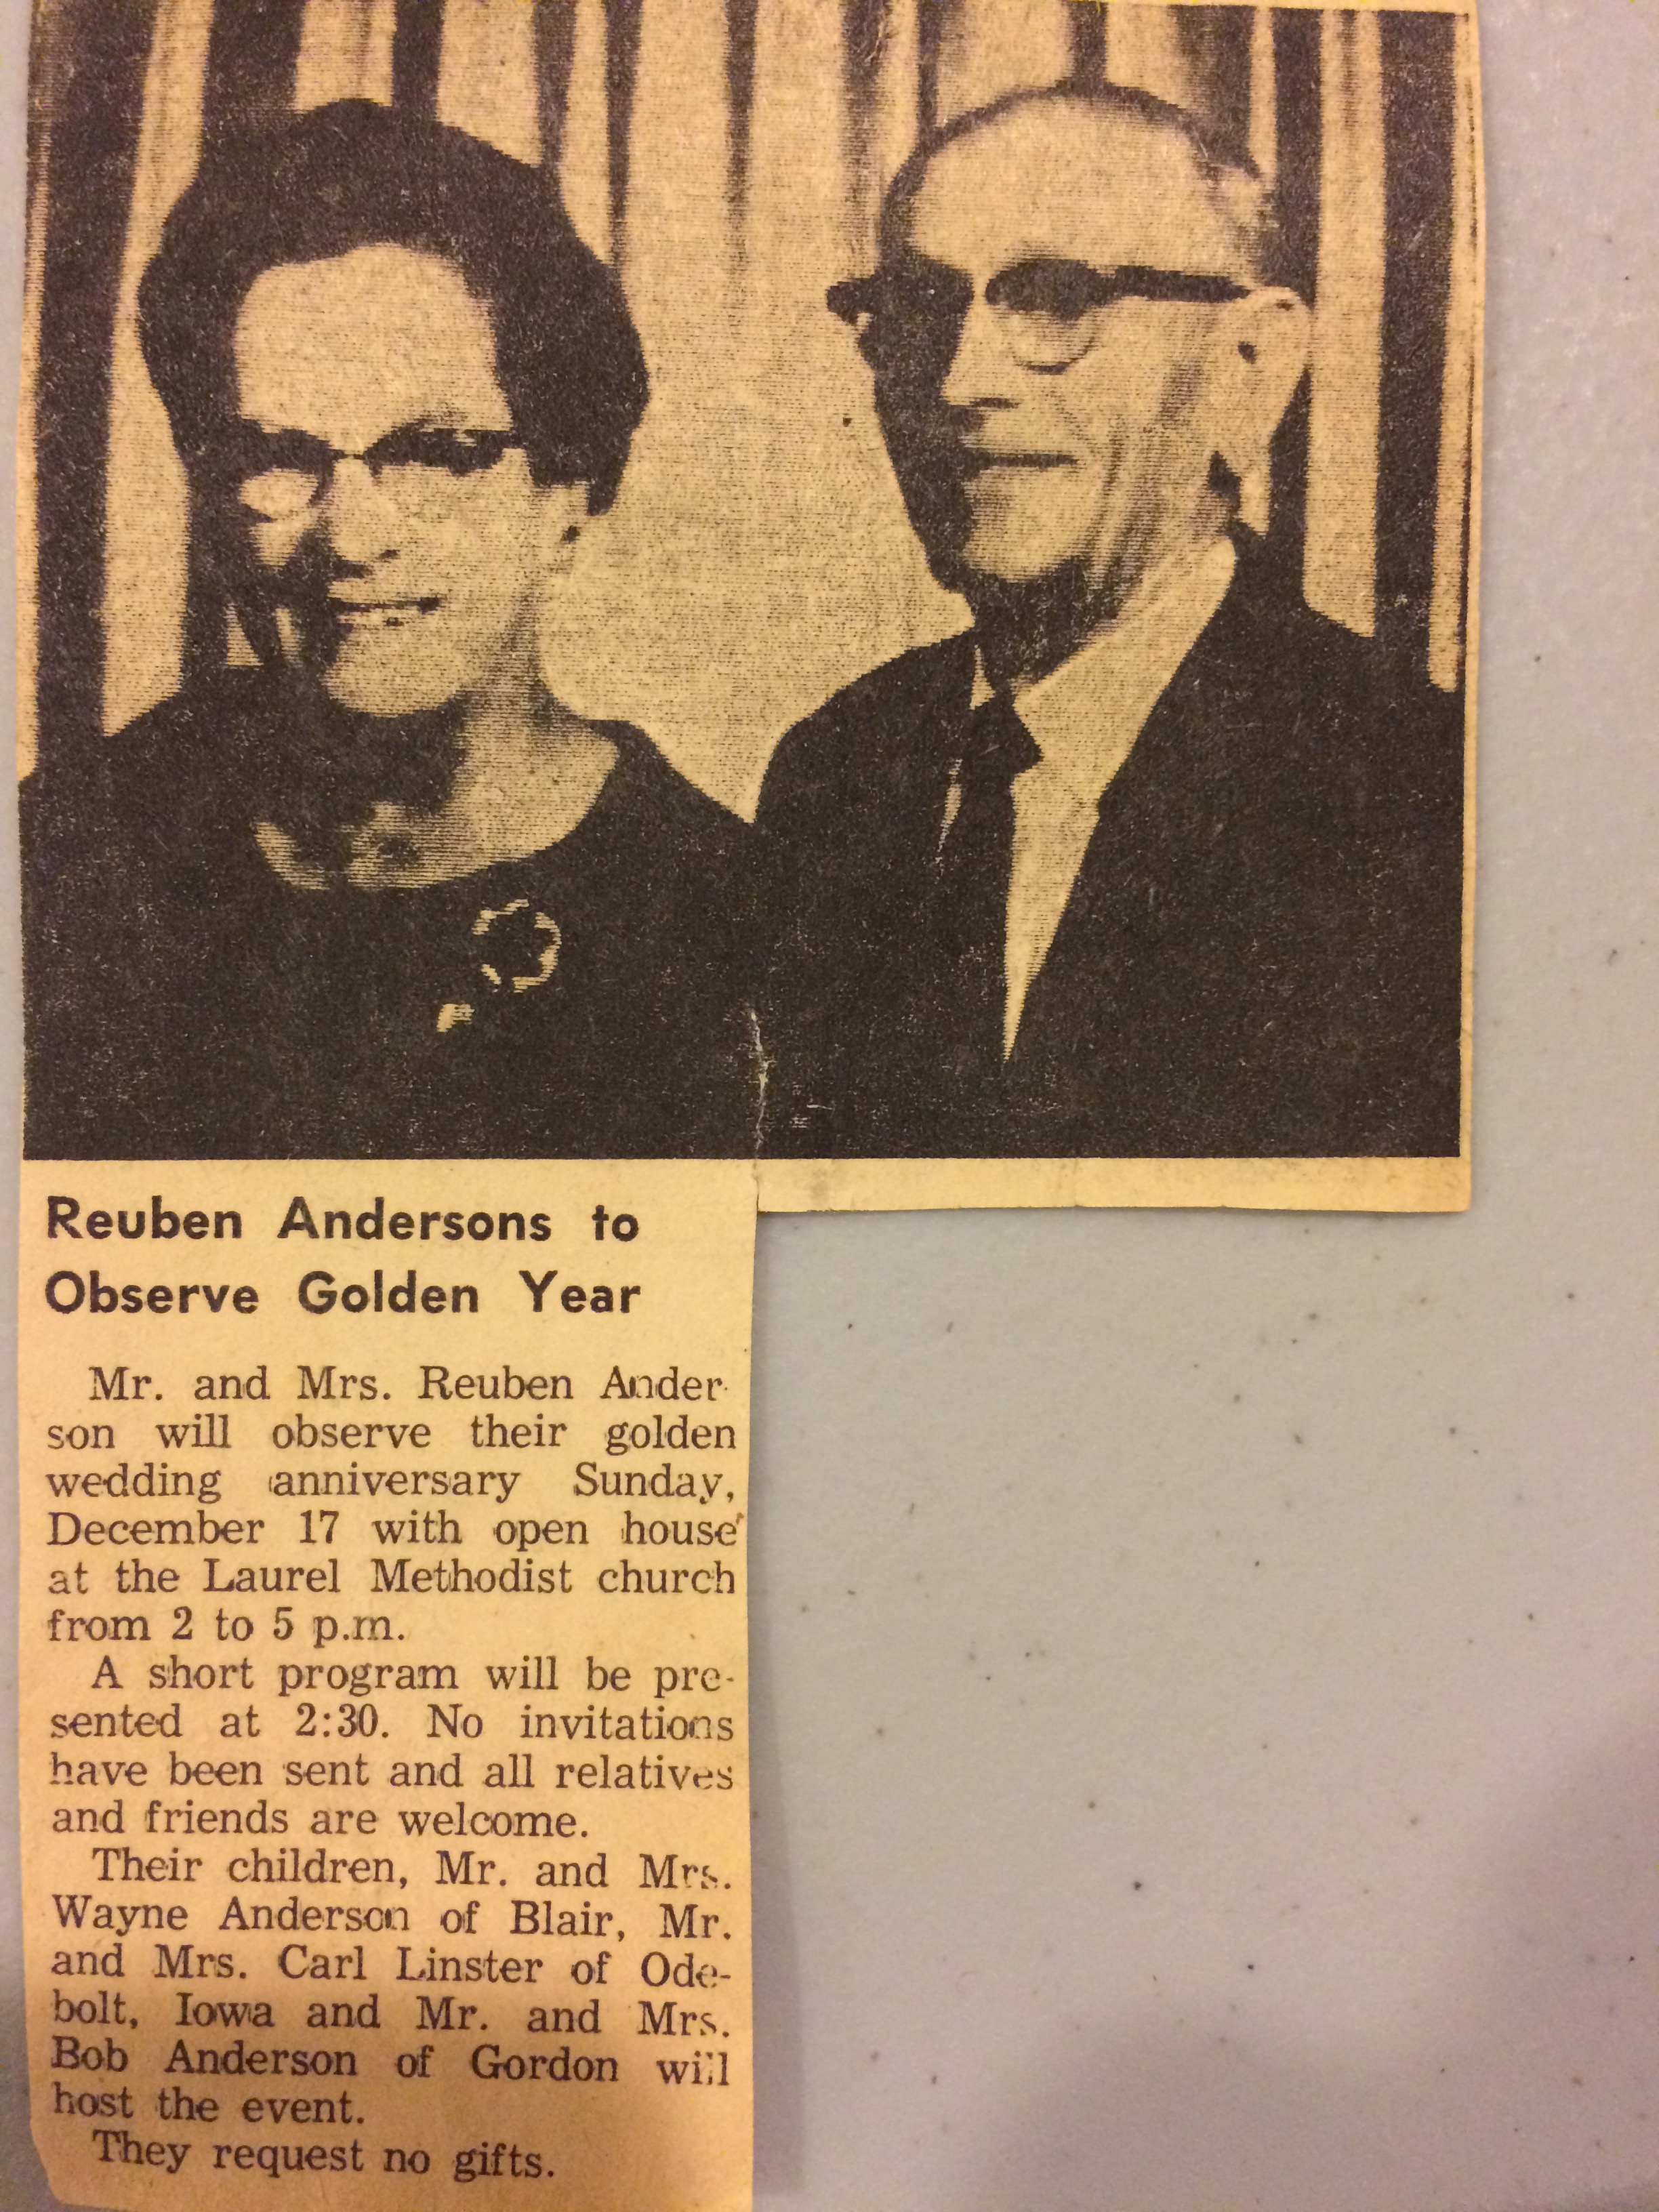 Reuben Andersons to
Observe Golden Year
Mr. and Mrs. Reuben Ander-
son will observe their golden
wedding anniversary Sunday,
December 17 with open house
at the Laurel Methodist church
from 2 to 5 p.m.
A short program will be pre-
sented at 2:30. No invitations
have been sent and all relatives
and friends are welcome.
Their children, Mr. and Mrs.
Wayne Anderson of Blair, Mr.
and Mrs. Carl Linster of Ode-
bolt, Iowa and Mr. and Mrs.
Bob Anderson of Gordon will
host the event.
They request no gifts.